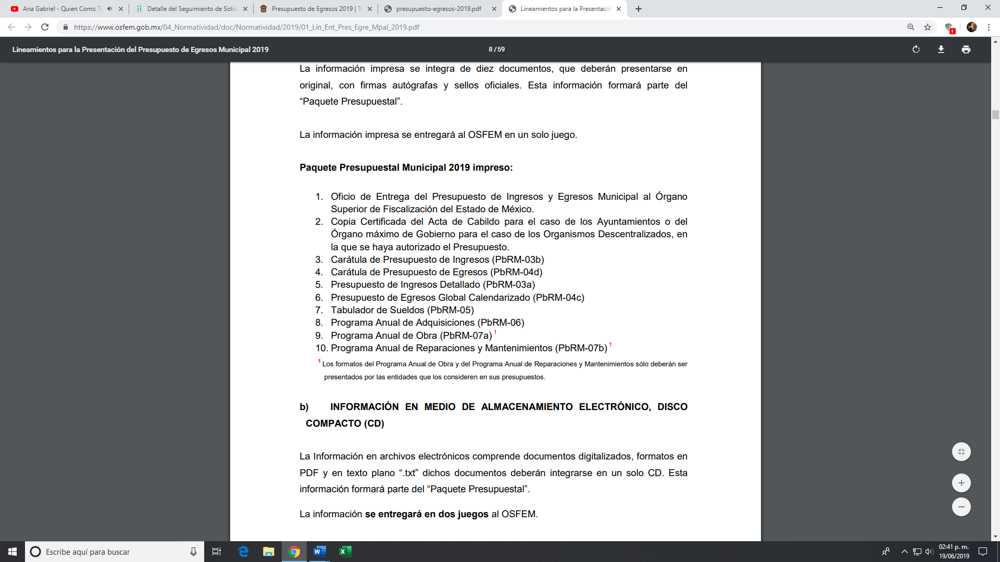 Ana Gabriel - Quien Como T
Detalle del Seguimiento de Solic
Presupuesto de Egresos 2019 | Tr
presupuesto-egresos-2019.pdf
Lineamientos para la Presentació
https://www.osfem.gob.mx/04_Normatividad/doc/Normatividad/2019/01_Lin_Ent_Pres_Egre_Mpal_2019.pdf
Lineamientos para la Presentación del Presupuesto de Egresos Municipal 2019
8 / 59
La información impresa se integra de diez documentos, que deberán presentarse en
original, con firmas autógrafas y sellos oficiales. Esta información formará parte del
“Paquete Presupuestal”.
La información impresa se entregará al OSFEM en un solo juego.
Paquete Presupuestal Municipal 2019 impreso:
1. Oficio de Entrega del Presupuesto de Ingresos y Egresos Municipal al Órgano
Superior de Fiscalización del Estado de México.
2. Copia Certificada del Acta de Cabildo para el caso de los Ayuntamientos o del
Órgano máximo de Gobierno para el caso de los Organismos Descentralizados, en
la que se haya autorizado el Presupuesto.
3. Carátula de Presupuesto de Ingresos (PbRM-03b)
4. Carátula de Presupuesto de Egresos (PbRM-04d)
5. Presupuesto de Ingresos Detallado (PbRM-03a)
6. Presupuesto de Egresos Global Calendarizado (PbRM-04c)
7. Tabulador de Sueldos (PbRM-05)
8. Programa Anual de Adquisiciones (PbRM-06)
9. Programa Anual de Obra (PbRM-07a) 1
10. Programa Anual de Reparaciones y Mantenimientos (PbRM-07b) 1
1 Los formatos del Programa Anual de Obra y del Programa Anual de Reparaciones y Mantenimientos sólo deberán ser
presentados por las entidades que los consideren en sus presupuestos.
b) INFORMACIÓN EN MEDIO DE ALMACENAMIENTO ELECTRÓNICO, DISCO
COMPACTO (CD)
La Información en archivos electrónicos comprende documentos digitalizados, formatos en
PDF y en texto plano “.txt” dichos documentos deberán integrarse en un solo CD. Esta
información formará parte del “Paquete Presupuestal”.
La información se entregará en dos juegos al OSFEM.
Escribe aquí para buscar
02:41 p. m.
19/06/2019